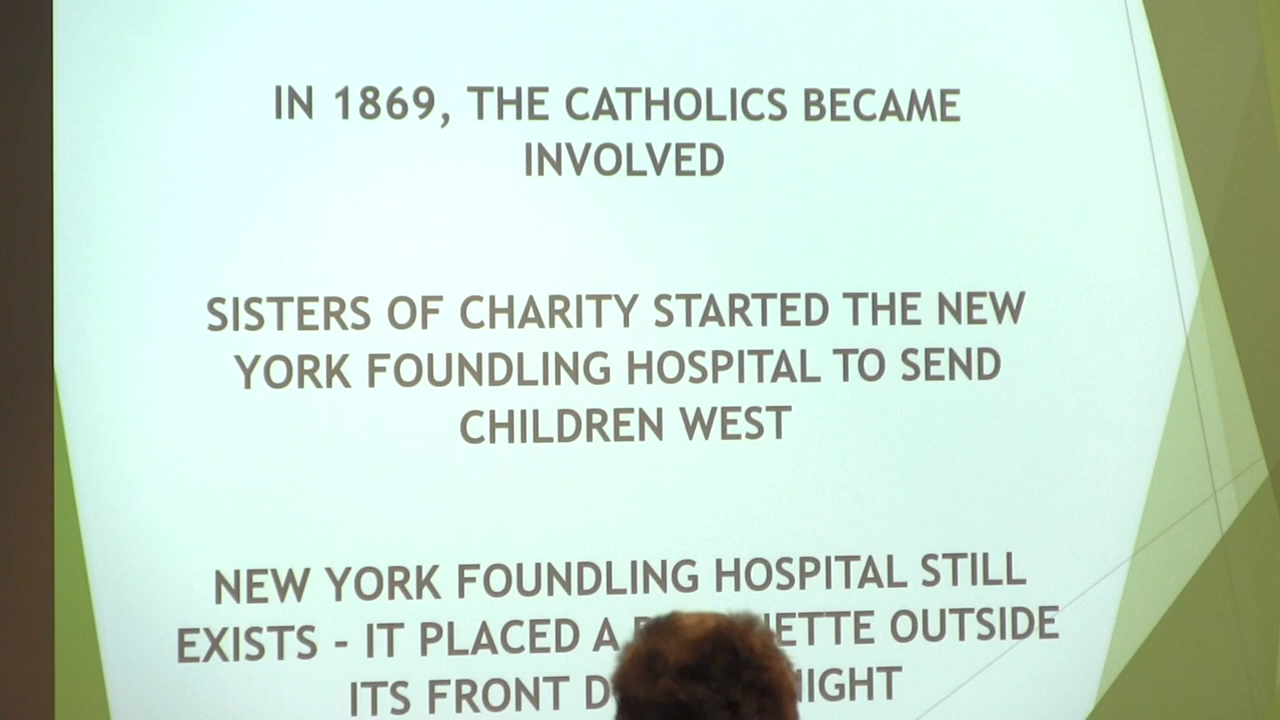 IN 1869, THE CATHOLICS BECAME
INVOLVED
SISTERS OF CHARITY STARTED THE NEW
YORK FOUNDLING HOSPITAL TO SEND
CHILDREN WEST
NEW YORK FOUNDLING HOSPITAL STILL
EXISTS - IT PLACED A OUTSIDE
ITS FRONT